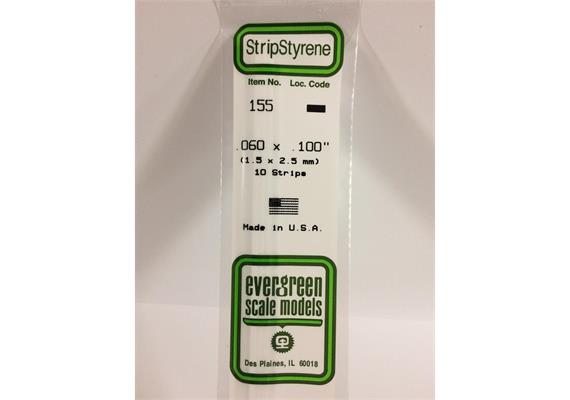 StripStyrene
Item No. Loc. Code
155
.060 x .100"
(1.5 x 2.5 mm)
10 Strips
Made in U.S.A.
evergreen
scale models
Des Plaines, IL 60018